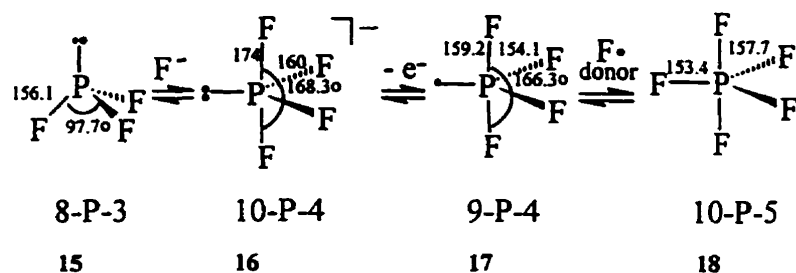 P
156.1
F
F
F
97.7o
F⁻
F
174
160
F
168.3o
P
F
F
−
- e⁻
F
159.2
154.1
F
166.3o
P
F
F
F•
donor
F
157.7
F
153.4
P
F
F
F
8-P-3
10-P-4
9-P-4
10-P-5
15
16
17
18